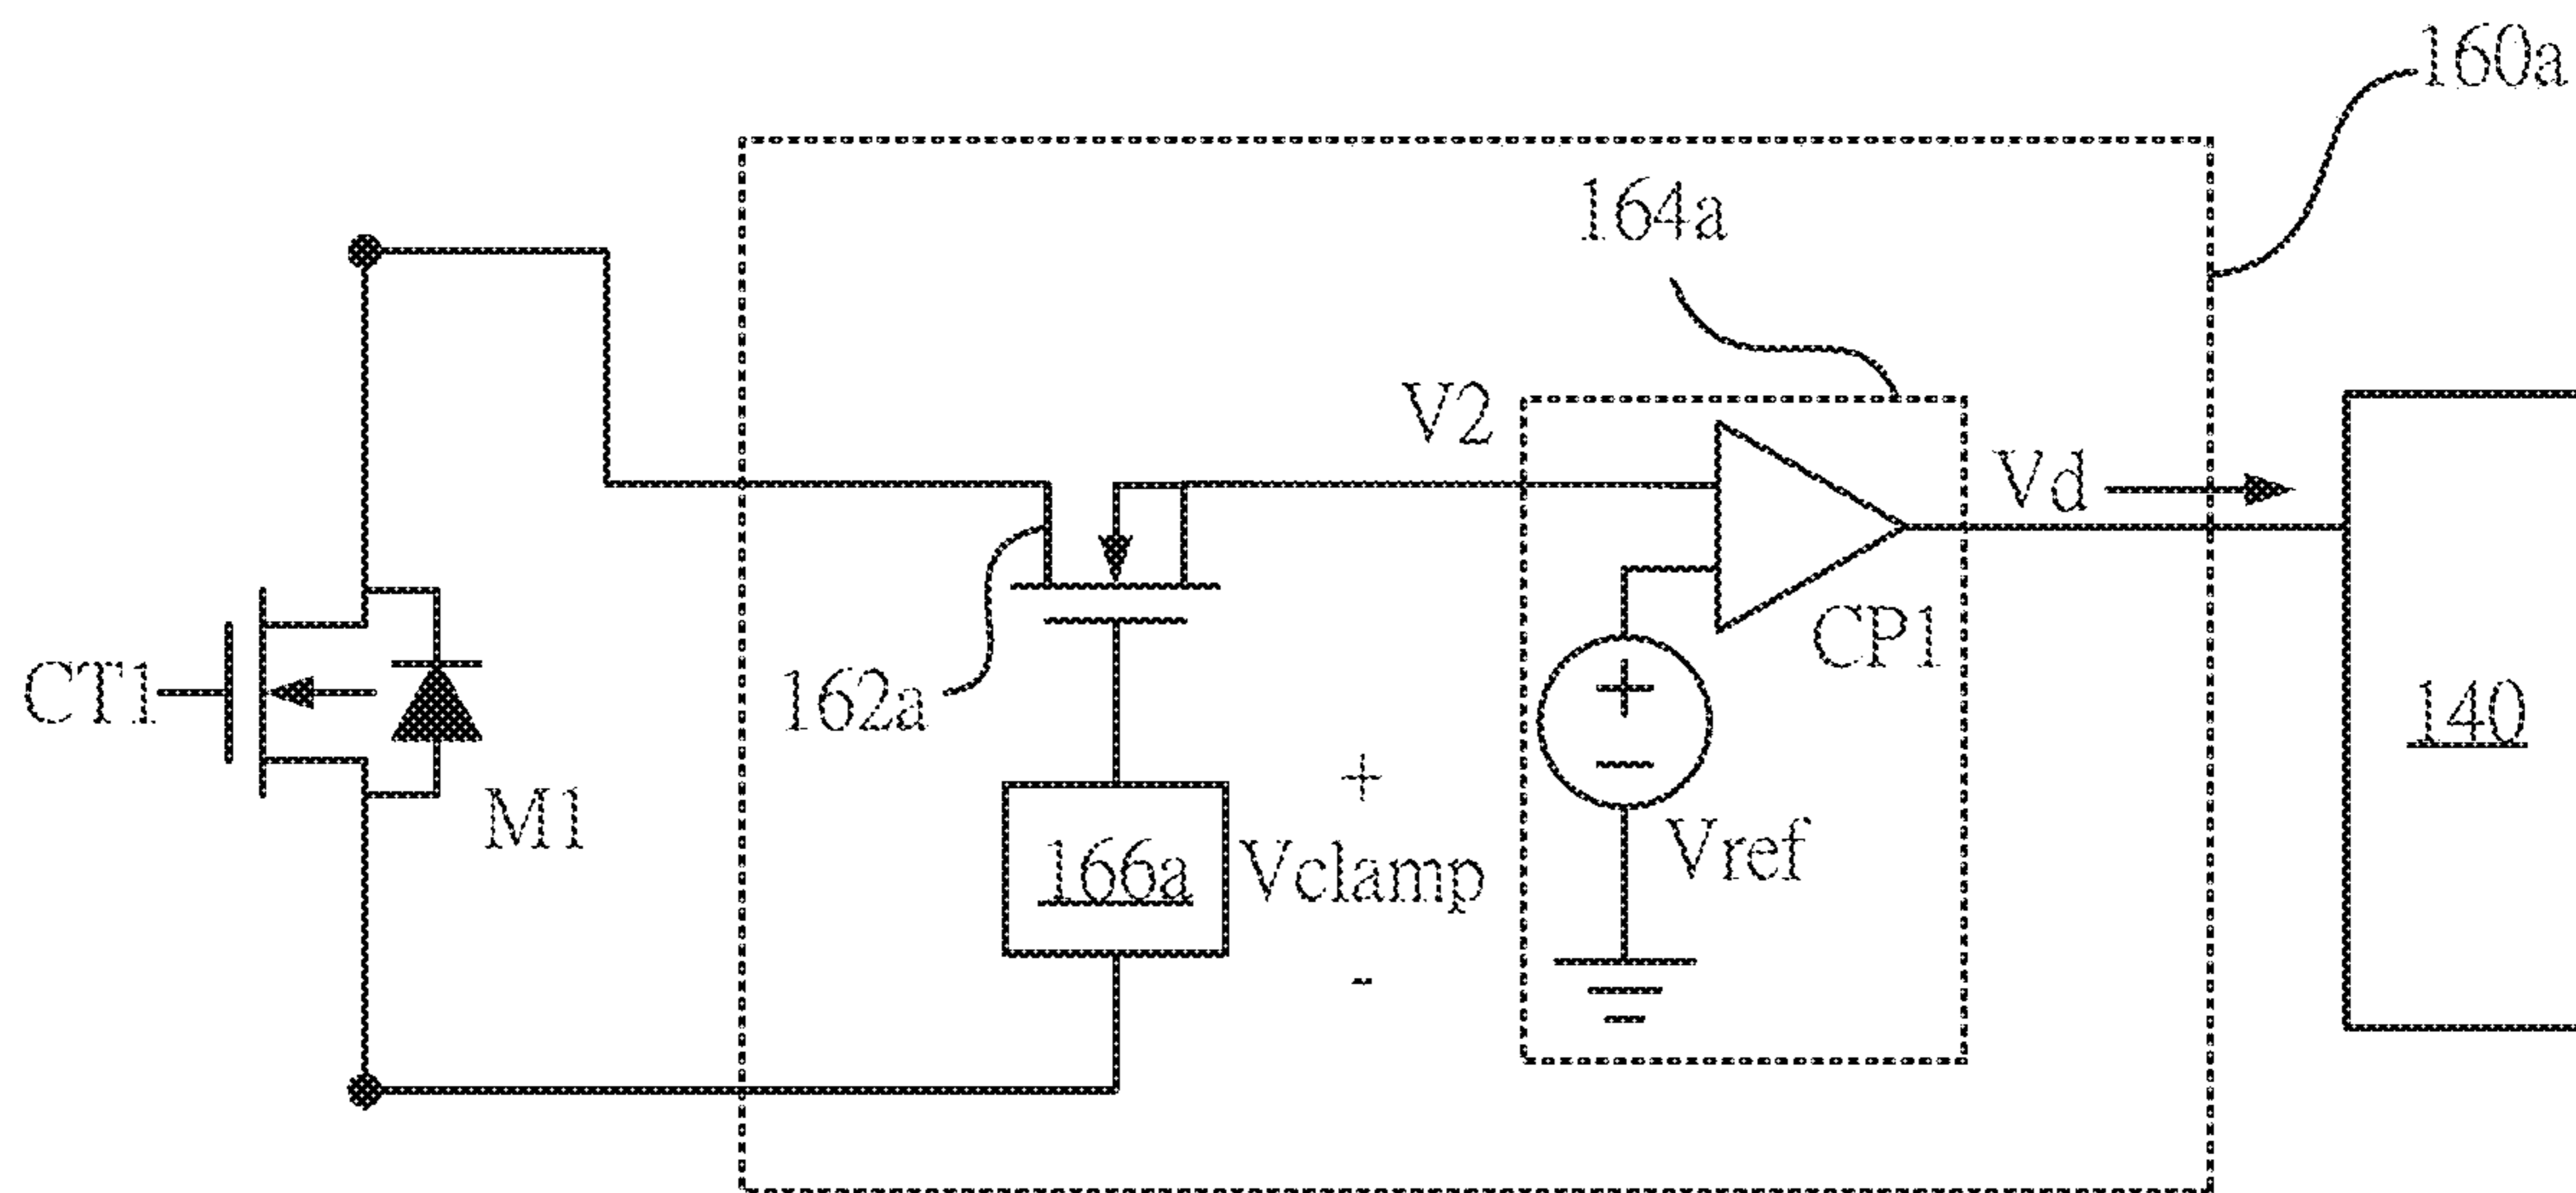 160a
164a
V2
Vd
CP1
162a
CT1
140
M1
+
166a
Vclamp
+
-
Vref
-